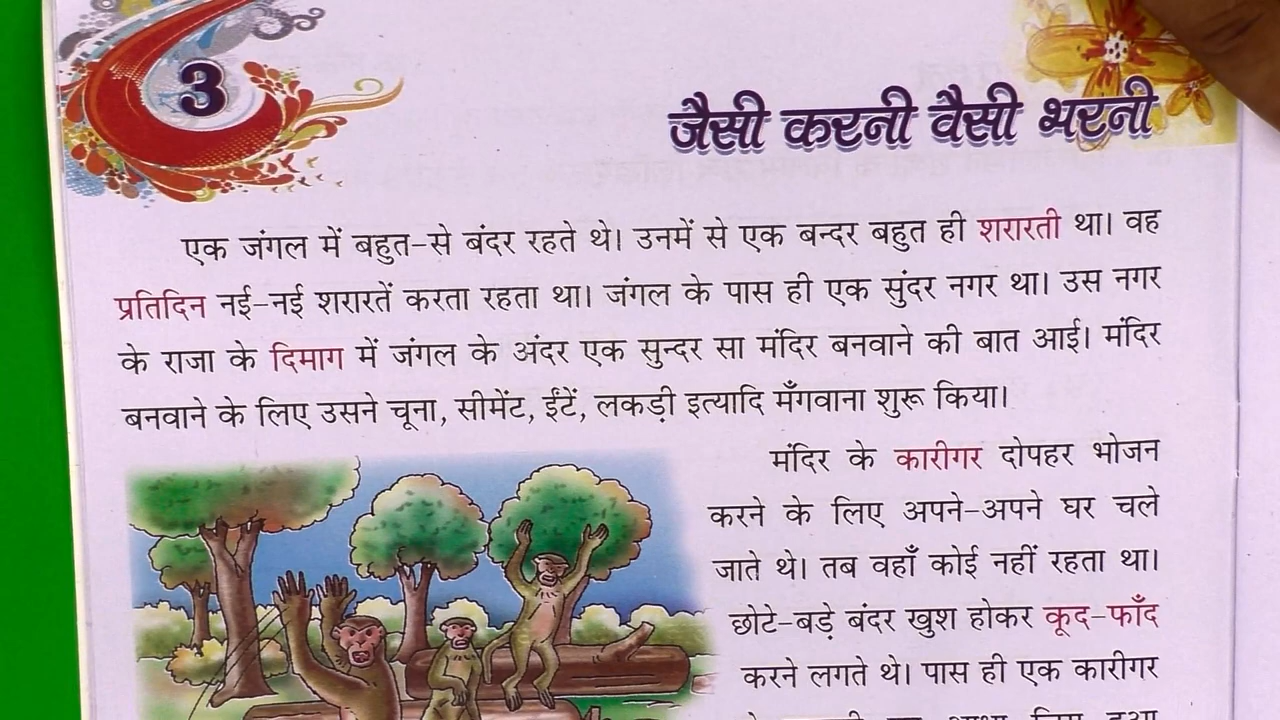 3
जैसी करनी वैसी भरनी
एक जंगल में बहुत-से बंदर रहते थे। उनमें से एक बन्दर बहुत ही शरारती था। वह
प्रतिदिन नई-नई शरारतें करता रहता था। जंगल के पास ही एक सुंदर नगर था। उस नगर
के राजा के दिमाग में जंगल के अंदर एक सुन्दर सा मंदिर बनवाने की बात आई। मंदिर
बनवाने के लिए उसने चूना, सीमेंट, ईंटें, लकड़ी इत्यादि मँगवाना शुरू किया।
मंदिर के कारीगर दोपहर भोजन
करने के लिए अपने-अपने घर चले
जाते थे। तब वहाँ कोई नहीं रहता था।
छोटे-बड़े बंदर खुश होकर कूद-फाँद
करने लगते थे। पास ही एक कारीगर